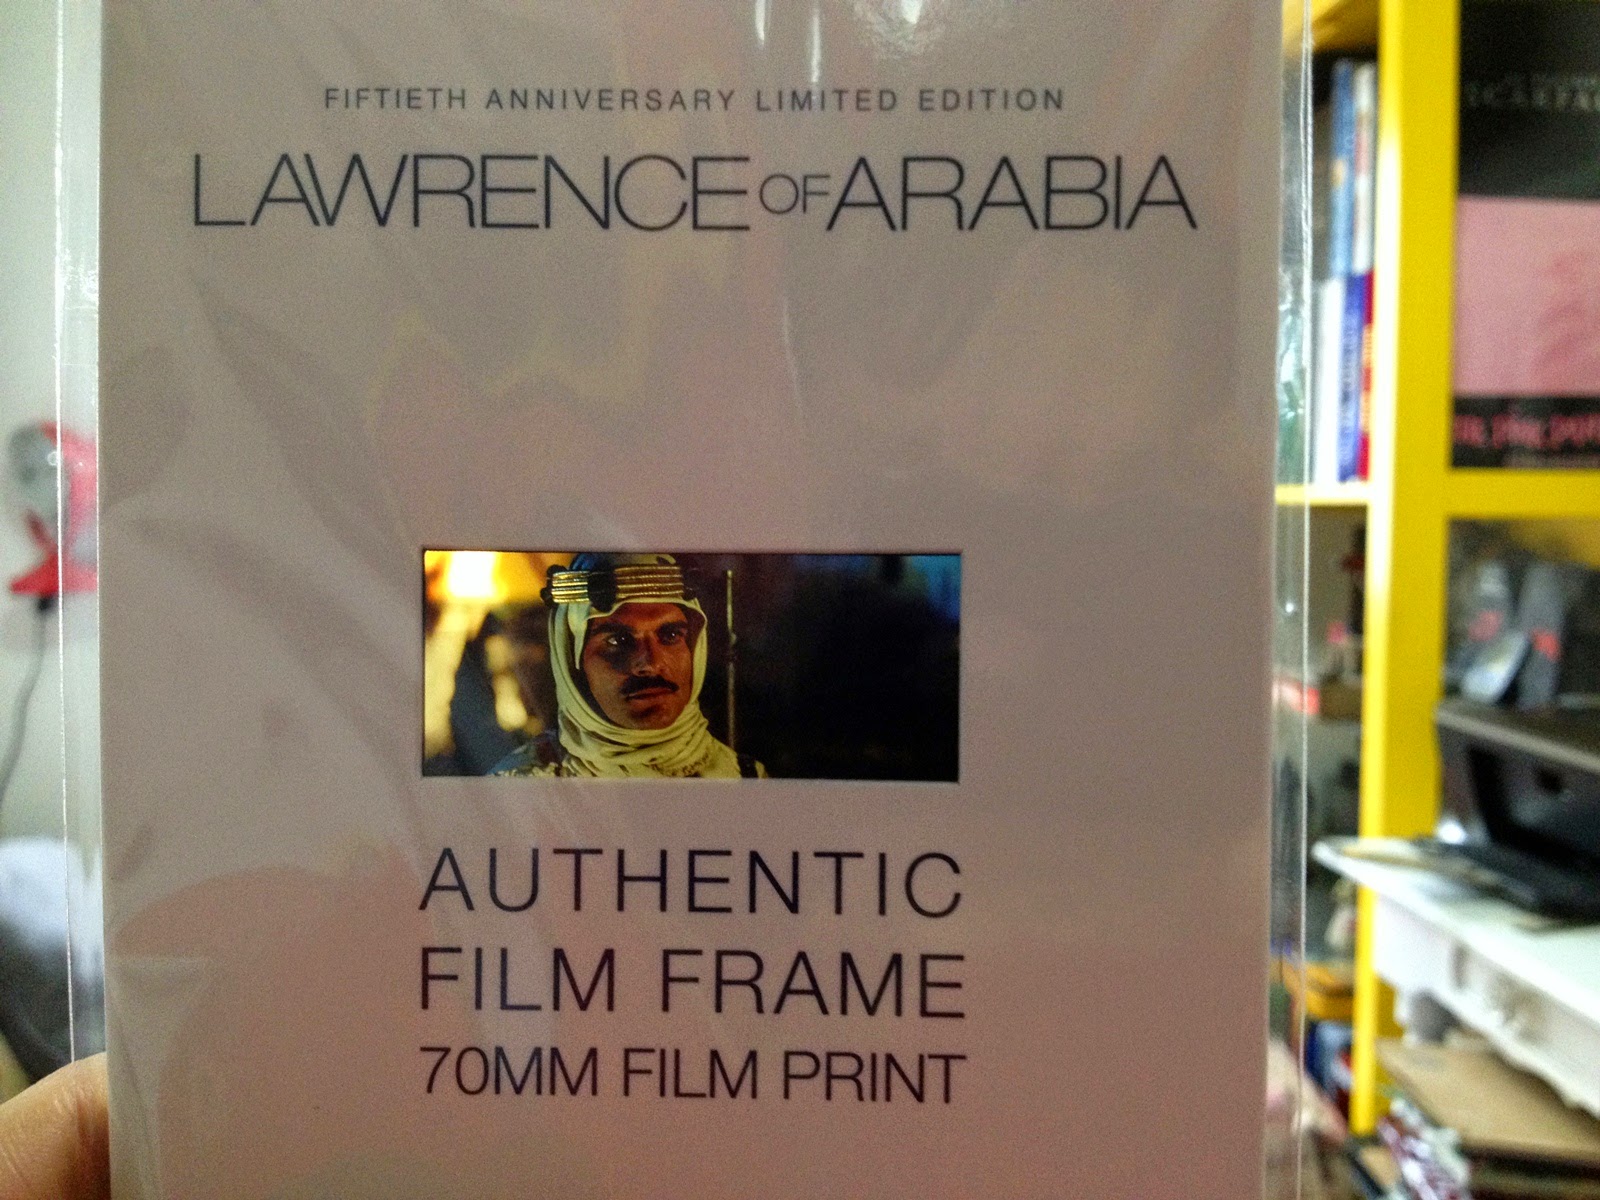 FIFTIETH ANNIVERSARY LIMITED EDITION
LAWRENCE OF ARABIA
AUTHENTIC
FILM FRAME
70MM FILM PRINT